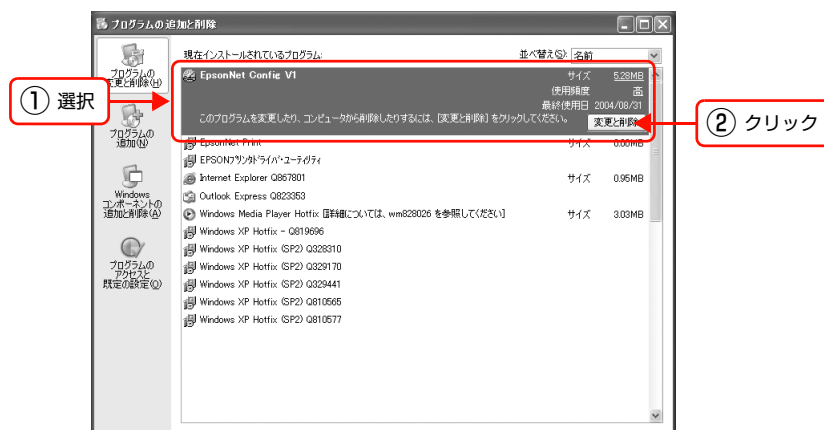 プログラムの追加と削除
現在インストールされているプログラム:
並べ替え(S): 名前
プログラムの
変更と削除(H)
プログラムの
追加(N)
Windows
コンポーネントの
追加と削除(A)
プログラムの
アクセスと
既定の設定(O)
① 選択
EpsonNet Config V1
サイズ 5.28MB
使用頻度 高
最終使用日 2004/08/31
このプログラムを変更したり、コンピュータから削除したりするには、[変更と削除] をクリックしてください。
変更と削除
② クリック
EpsonNet Print サイズ 6.00MB
EPSONプリンタドライバ・ユーティリティ
Internet Explorer Q867801 サイズ 0.95MB
Outlook Express Q823353
Windows Media Player Hotfix [詳細については、wm828026 を参照してください] サイズ 3.03MB
Windows XP Hotfix - Q819696
Windows XP Hotfix (SP2) Q328310
Windows XP Hotfix (SP2) Q329170
Windows XP Hotfix (SP2) Q329441
Windows XP Hotfix (SP2) Q810565
Windows XP Hotfix (SP2) Q810577